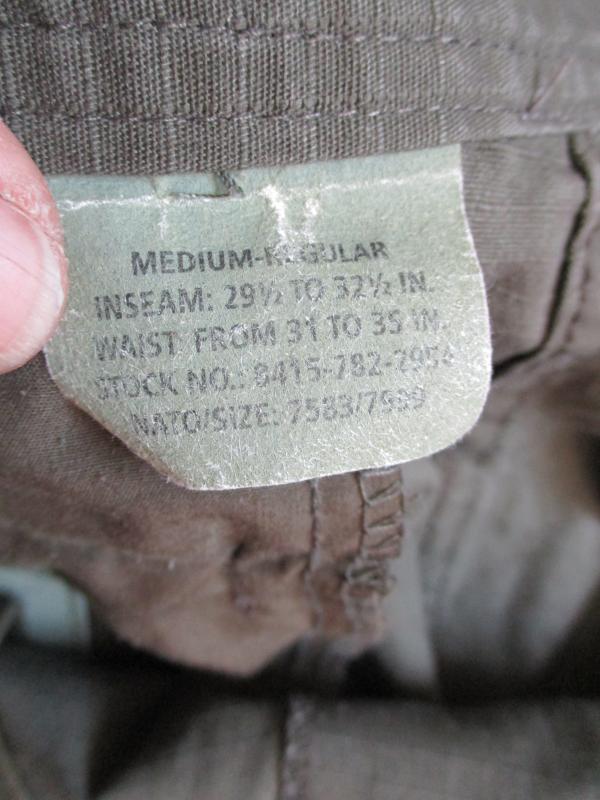 MEDIUM-REGULAR
INSEAM: 29½ TO 32½ IN.
WAIST FROM 31 TO 35 IN.
STOCK NO.: 8415-782-2954
NATO/SIZE: 7583/7989